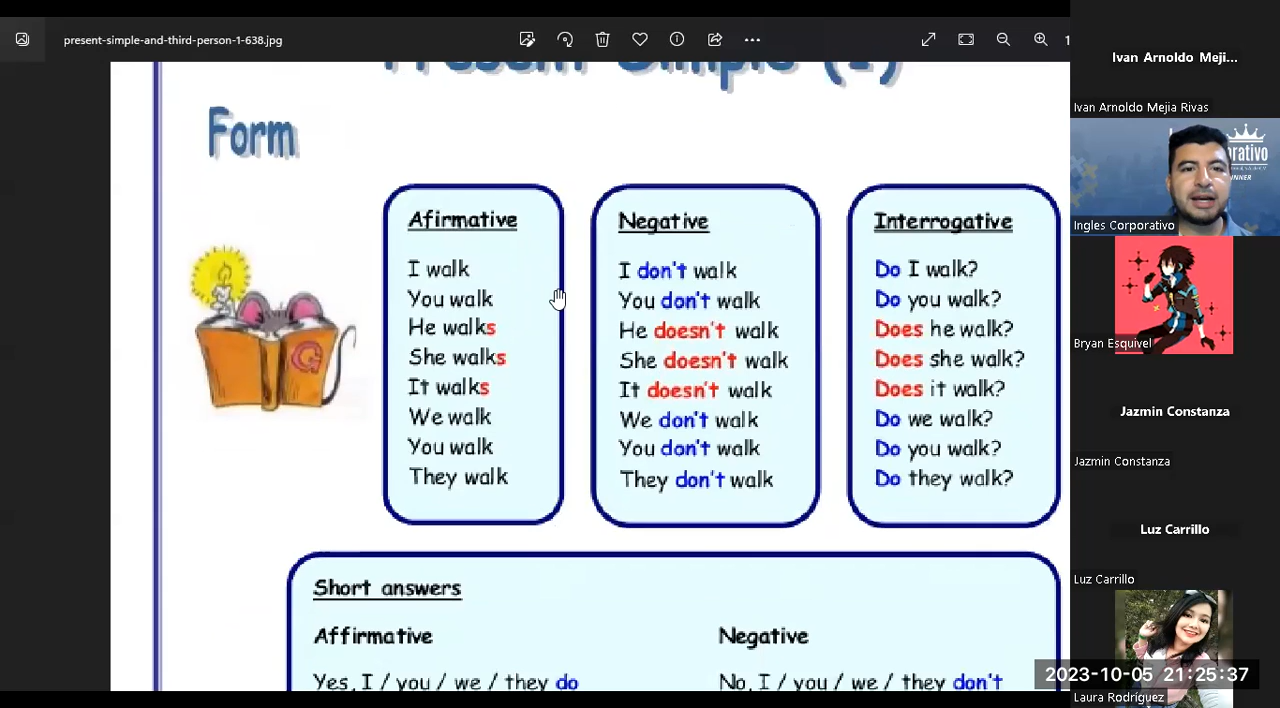 present-simple-and-third-person-1-638.jpg
1
Present Simple (1)
Form
Afirmative
I walk
You walk
He walks
She walks
It walks
We walk
You walk
They walk
Negative
I don't walk
You don't walk
He doesn't walk
She doesn't walk
It doesn't walk
We don't walk
You don't walk
They don't walk
Interrogative
Do I walk?
Do you walk?
Does he walk?
Does she walk?
Does it walk?
Do we walk?
Do you walk?
Do they walk?
G
Short answers
Affirmative
Yes, I / you / we / they do
Negative
No, I / you / we / they don't
Ivan Arnoldo Meji...
Ivan Arnoldo Mejia Rivas
Ingles Corporativo
Bryan Esquivel
Jazmin Constanza
Jazmin Constanza
Luz Carrillo
Luz Carrillo
2023-10-05 21:25:37
Laura Rodríguez